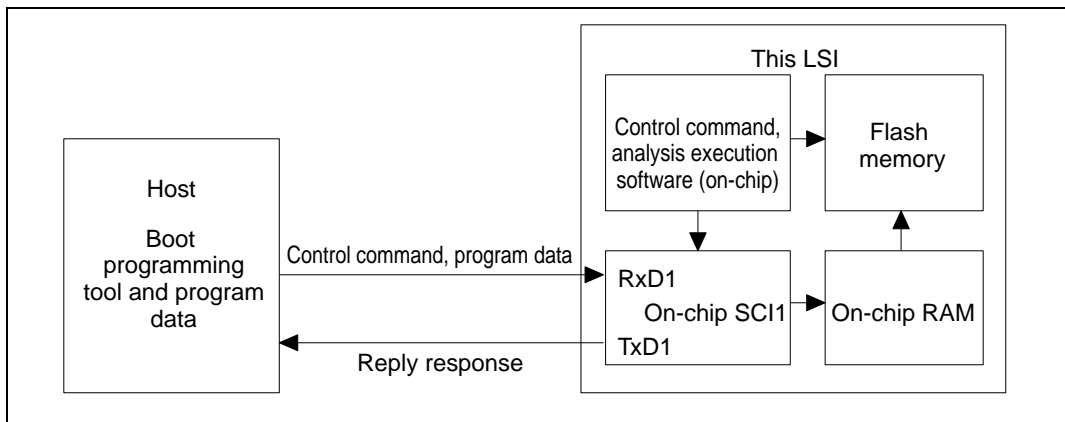 This LSI
Host
Boot
programming
tool and program
data
Control command, program data
Reply response
Control command,
analysis execution
software (on-chip)
Flash
memory
RxD1
On-chip SCI1
TxD1
On-chip RAM